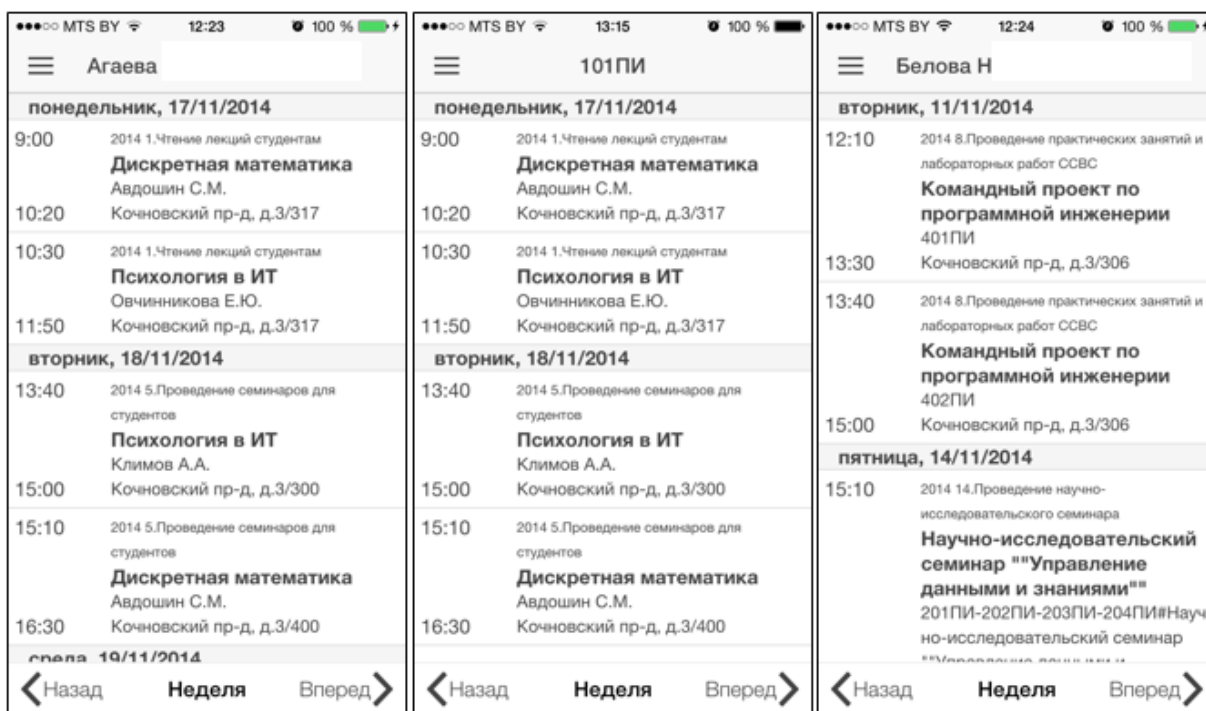 MTS BY 12:23 100 %
Агаева
понедельник, 17/11/2014
9:00 2014 1.Чтение лекций студентам
Дискретная математика
Авдошин С.М.
10:20 Кочновский пр-д, д.3/317
10:30 2014 1.Чтение лекций студентам
Психология в ИТ
Овчинникова Е.Ю.
11:50 Кочновский пр-д, д.3/317
вторник, 18/11/2014
13:40 2014 5.Проведение семинаров для
студентов
Психология в ИТ
Климов А.А.
15:00 Кочновский пр-д, д.3/300
15:10 2014 5.Проведение семинаров для
студентов
Дискретная математика
Авдошин С.М.
16:30 Кочновский пр-д, д.3/400
среда, 19/11/2014
Назад Неделя Вперед
MTS BY 13:15 100 %
101ПИ
понедельник, 17/11/2014
9:00 2014 1.Чтение лекций студентам
Дискретная математика
Авдошин С.М.
10:20 Кочновский пр-д, д.3/317
10:30 2014 1.Чтение лекций студентам
Психология в ИТ
Овчинникова Е.Ю.
11:50 Кочновский пр-д, д.3/317
вторник, 18/11/2014
13:40 2014 5.Проведение семинаров для
студентов
Психология в ИТ
Климов А.А.
15:00 Кочновский пр-д, д.3/300
15:10 2014 5.Проведение семинаров для
студентов
Дискретная математика
Авдошин С.М.
16:30 Кочновский пр-д, д.3/400
Назад Неделя Вперед
MTS BY 12:24 100 %
Белова Н
вторник, 11/11/2014
12:10 2014 8.Проведение практических занятий и
лабораторных работ ССВС
Командный проект по
программной инженерии
401ПИ
13:30 Кочновский пр-д, д.3/306
13:40 2014 8.Проведение практических занятий и
лабораторных работ ССВС
Командный проект по
программной инженерии
402ПИ
15:00 Кочновский пр-д, д.3/306
пятница, 14/11/2014
15:10 2014 14.Проведение научно-
исследовательского семинара
Научно-исследовательский
семинар ""Управление
данными и знаниями""
201ПИ-202ПИ-203ПИ-204ПИ#Науч
но-исследовательский семинар
""Управление данными и
Назад Неделя Вперед